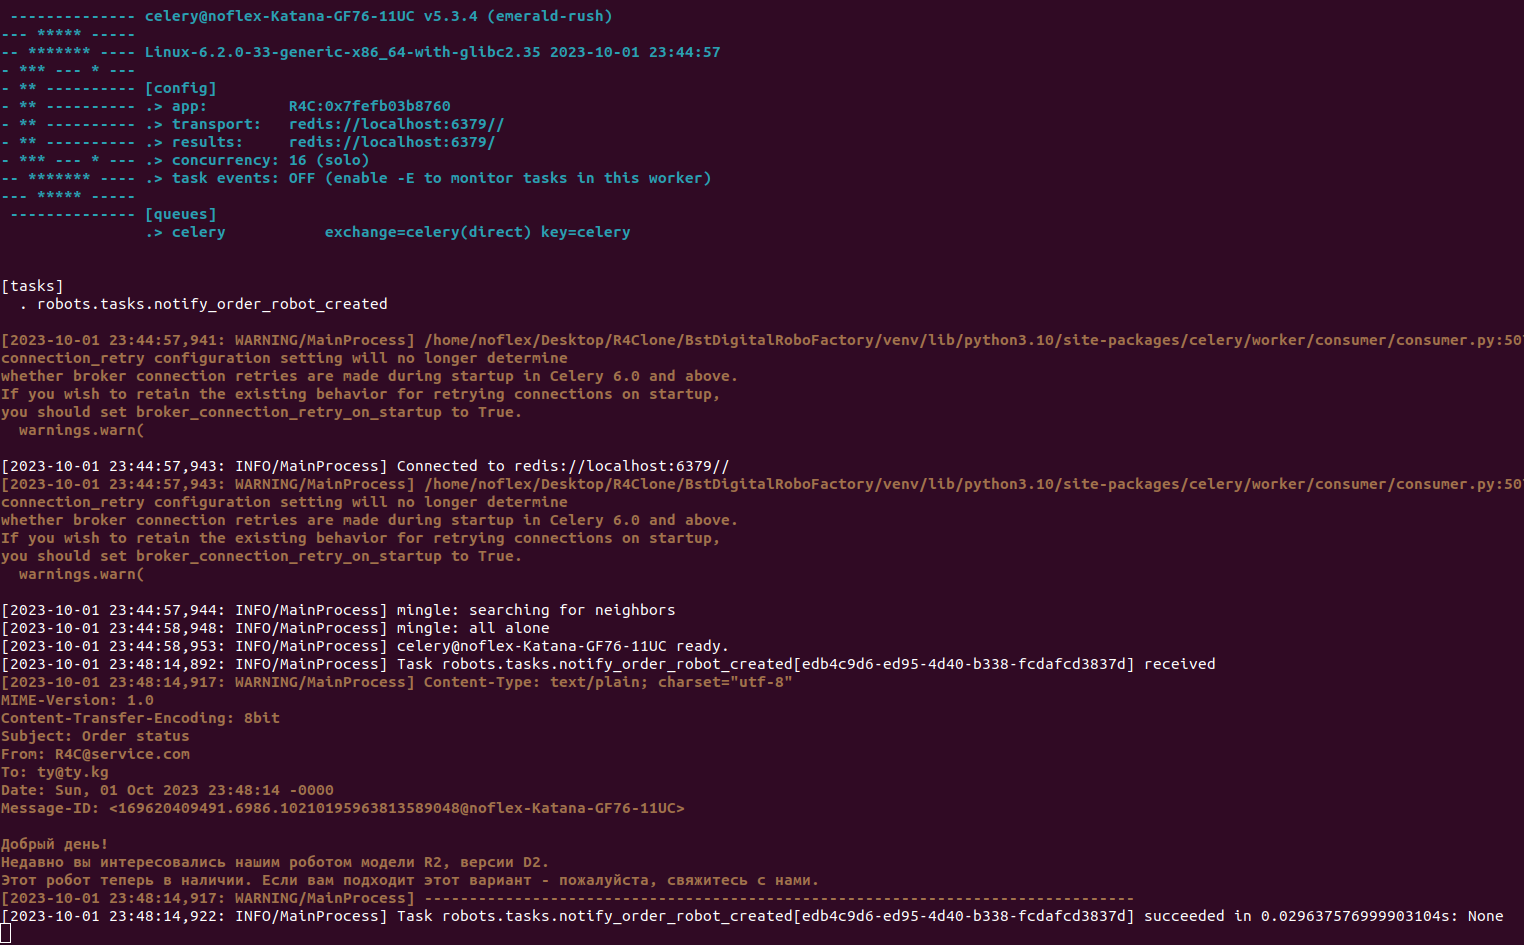 -------------- celery@noflex-Katana-GF76-11UC v5.3.4 (emerald-rush)
--- ***** -----
-- ******* ---- Linux-6.2.0-33-generic-x86_64-with-glibc2.35 2023-10-01 23:44:57
- *** --- * ---
- ** ---------- [config]
- ** ---------- .> app:         R4C:0x7fefb03b8760
- ** ---------- .> transport:   redis://localhost:6379//
- ** ---------- .> results:     redis://localhost:6379/
- *** --- * --- .> concurrency: 16 (solo)
-- ******* ---- .> task events: OFF (enable -E to monitor tasks in this worker)
--- ***** -----
 -------------- [queues]
                .> celery           exchange=celery(direct) key=celery
[tasks]
  . robots.tasks.notify_order_robot_created
[2023-10-01 23:44:57,941: WARNING/MainProcess] /home/noflex/Desktop/R4Clone/BstDigitalRoboFactory/venv/lib/python3.10/site-packages/celery/worker/consumer/consumer.py:507
connection_retry configuration setting will no longer determine
whether broker connection retries are made during startup in Celery 6.0 and above.
If you wish to retain the existing behavior for retrying connections on startup,
you should set broker_connection_retry_on_startup to True.
  warnings.warn(
[2023-10-01 23:44:57,943: INFO/MainProcess] Connected to redis://localhost:6379//
[2023-10-01 23:44:57,943: WARNING/MainProcess] /home/noflex/Desktop/R4Clone/BstDigitalRoboFactory/venv/lib/python3.10/site-packages/celery/worker/consumer/consumer.py:507
connection_retry configuration setting will no longer determine
whether broker connection retries are made during startup in Celery 6.0 and above.
If you wish to retain the existing behavior for retrying connections on startup,
you should set broker_connection_retry_on_startup to True.
  warnings.warn(
[2023-10-01 23:44:57,944: INFO/MainProcess] mingle: searching for neighbors
[2023-10-01 23:44:58,948: INFO/MainProcess] mingle: all alone
[2023-10-01 23:44:58,953: INFO/MainProcess] celery@noflex-Katana-GF76-11UC ready.
[2023-10-01 23:48:14,892: INFO/MainProcess] Task robots.tasks.notify_order_robot_created[edb4c9d6-ed95-4d40-b338-fcdafcd3837d] received
[2023-10-01 23:48:14,917: WARNING/MainProcess] Content-Type: text/plain; charset="utf-8"
MIME-Version: 1.0
Content-Transfer-Encoding: 8bit
Subject: Order status
From: R4C@service.com
To: ty@ty.kg
Date: Sun, 01 Oct 2023 23:48:14 -0000
Message-ID: <169620409491.6986.10210195963813589048@noflex-Katana-GF76-11UC>
Добрый день!
Недавно вы интересовались нашим роботом модели R2, версии D2.
Этот робот теперь в наличии. Если вам подходит этот вариант - пожалуйста, свяжитесь с нами.
[2023-10-01 23:48:14,917: WARNING/MainProcess] -------------------------------------------------------------------------------
[2023-10-01 23:48:14,922: INFO/MainProcess] Task robots.tasks.notify_order_robot_created[edb4c9d6-ed95-4d40-b338-fcdafcd3837d] succeeded in 0.029637576999903104s: None